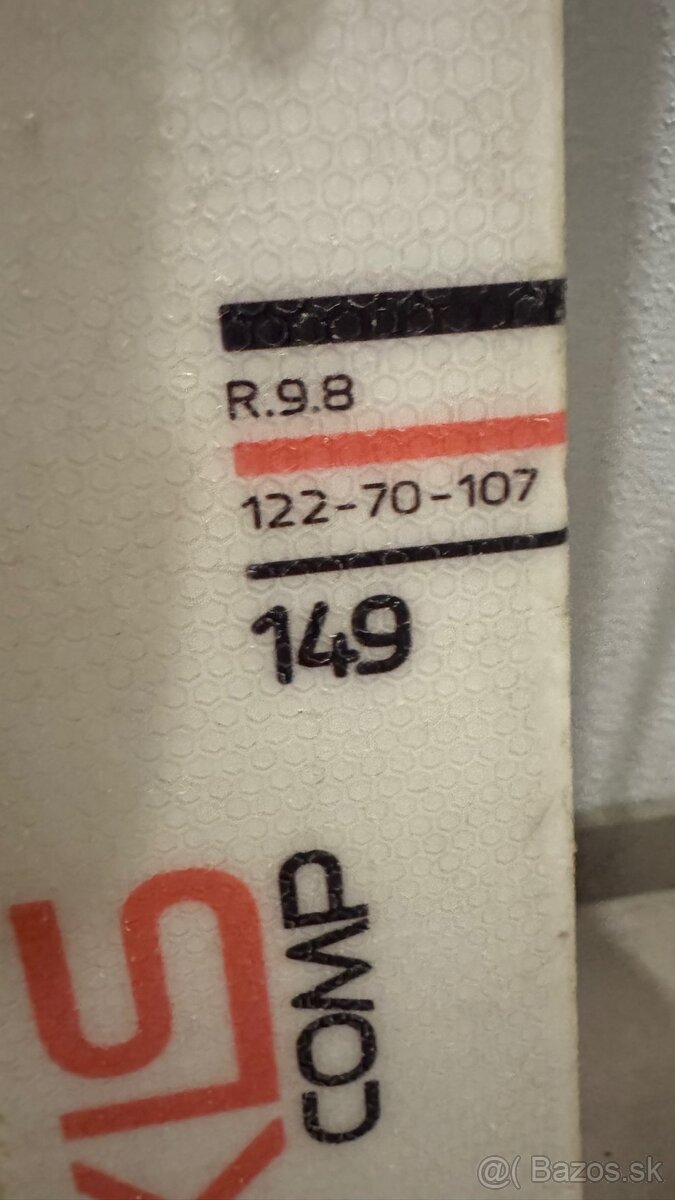 R.9.8
122-70-107
149
COMP
@( Bazos.sk